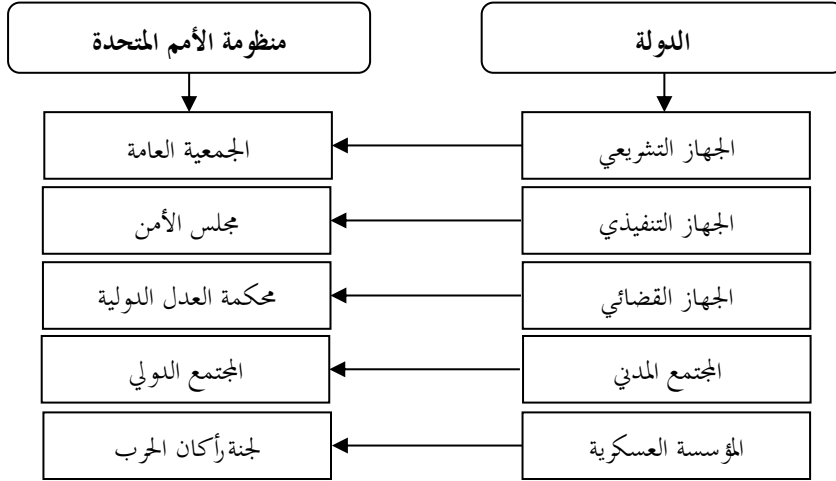 الدولة
منظومة الأمم المتحدة
الجهاز التشريعي
الجمعية العامة
الجهاز التنفيذي
مجلس الأمن
الجهاز القضائي
محكمة العدل الدولية
المجتمع المدني
المجتمع الدولي
المؤسسة العسكرية
لجنة أركان الحرب